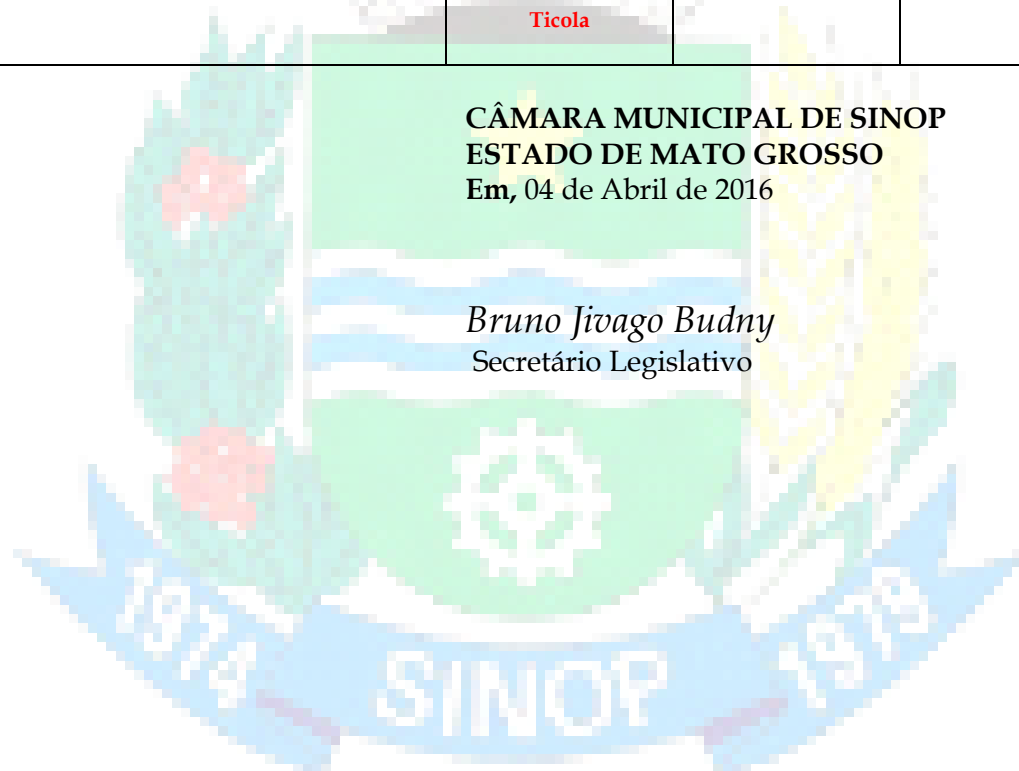 Ticola
CÂMARA MUNICIPAL DE SINOP
ESTADO DE MATO GROSSO
Em, 04 de Abril de 2016
Bruno Jivago Budny
Secretário Legislativo
1974 SINOP 1979